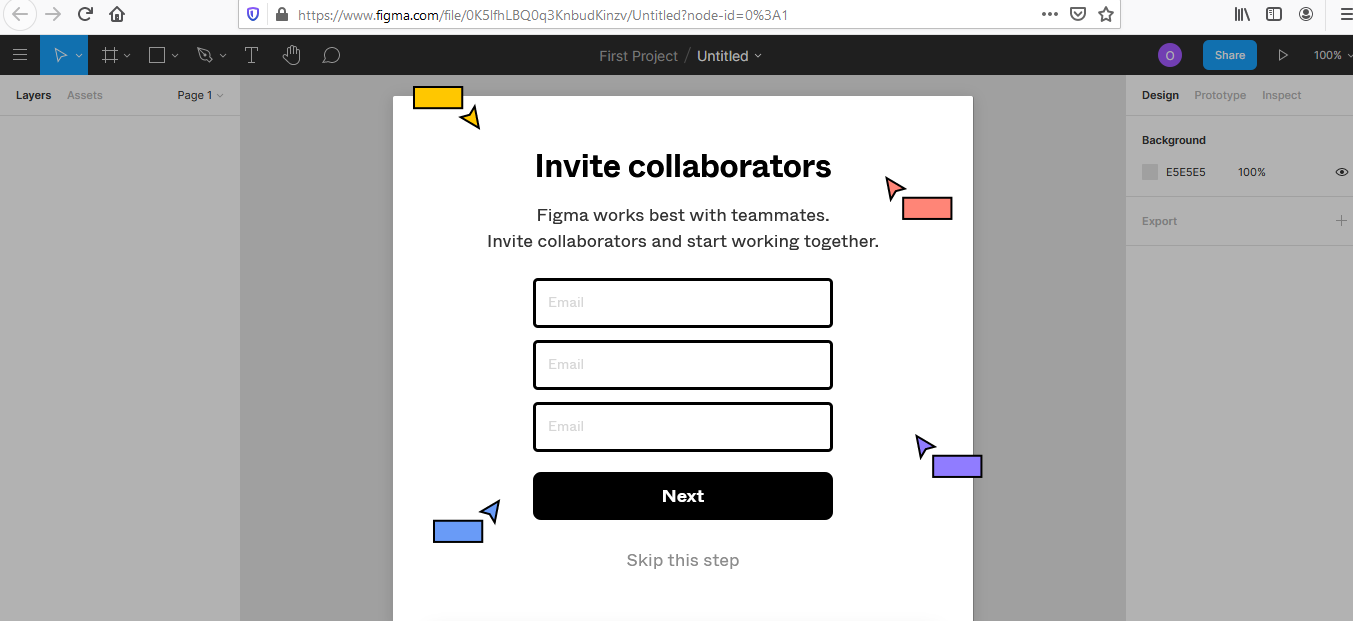 https://www.figma.com/file/0K5IfhLBQ0q3KnbudKinzv/Untitled?node-id=0%3A1
First Project / Untitled
O
Share
100%
Layers
Assets
Page 1
Design
Prototype
Inspect
Background
E5E5E5
100%
Export
Invite collaborators
Figma works best with teammates.
Invite collaborators and start working together.
Email
Email
Email
Next
Skip this step